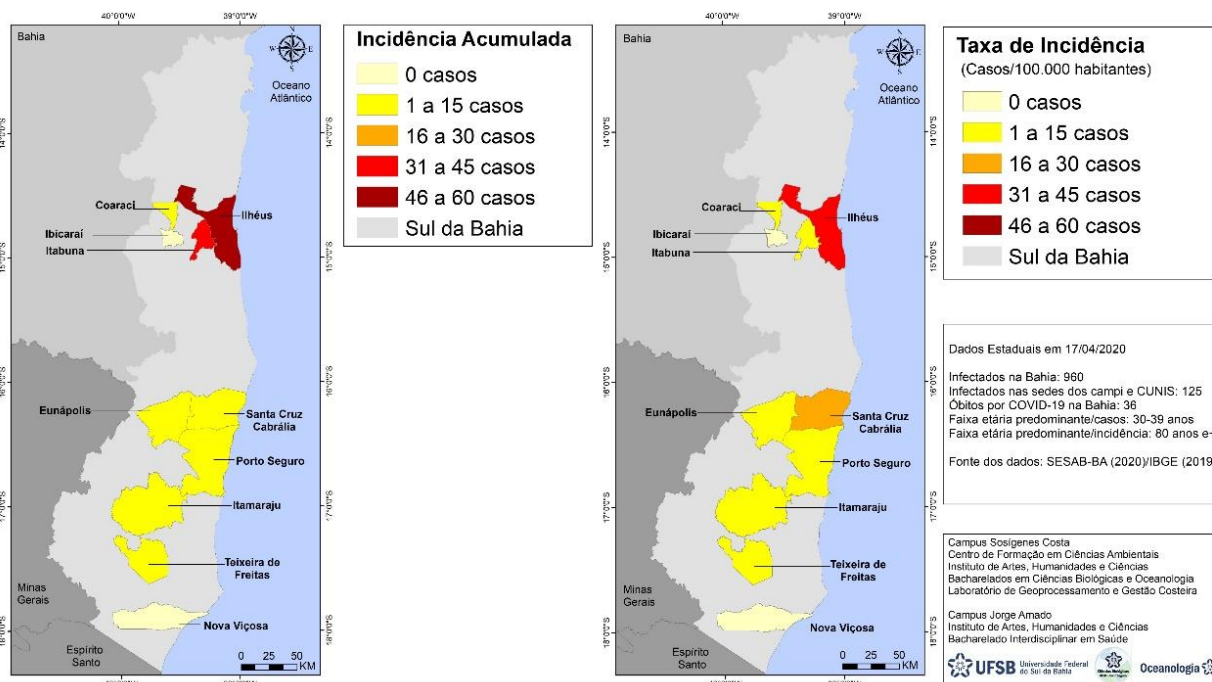 40°0'0"W
39°0'0"W
Bahia
Oceano
Atlântico
14°0'0"S
Coaraci
Ilhéus
Ibicaraí
Itabuna
15°0'0"S
16°0'0"S
Eunápolis
Santa Cruz
Cabrália
Porto Seguro
17°0'0"S
Itamaraju
Teixeira de
Freitas
Minas
Gerais
Nova Viçosa
18°0'0"S
Espírito
Santo
0 25 50
KM
Incidência Acumulada
0 casos
1 a 15 casos
16 a 30 casos
31 a 45 casos
46 a 60 casos
Sul da Bahia
40°0'0"W
39°0'0"W
Bahia
Oceano
Atlântico
14°0'0"S
Coaraci
Ilhéus
Ibicaraí
Itabuna
15°0'0"S
16°0'0"S
Eunápolis
Santa Cruz
Cabrália
Porto Seguro
17°0'0"S
Itamaraju
Teixeira de
Freitas
Minas
Gerais
Nova Viçosa
18°0'0"S
Espírito
Santo
0 25 50
KM
Taxa de Incidência
(Casos/100.000 habitantes)
0 casos
1 a 15 casos
16 a 30 casos
31 a 45 casos
46 a 60 casos
Sul da Bahia
Dados Estaduais em 17/04/2020
Infectados na Bahia: 960
Infectados nas sedes dos campi e CUNIS: 125
Óbitos por COVID-19 na Bahia: 36
Faixa etária predominante/casos: 30-39 anos
Faixa etária predominante/incidência: 80 anos e+
Fonte dos dados: SESAB-BA (2020)/IBGE (2019
Campus Sosígenes Costa
Centro de Formação em Ciências Ambientais
Instituto de Artes, Humanidades e Ciências
Bacharelados em Ciências Biológicas e Oceanologia
Laboratório de Geoprocessamento e Gestão Costeira
Campus Jorge Amado
Instituto de Artes, Humanidades e Ciências
Bacharelado Interdisciplinar em Saúde
UFSB Universidade Federal
do Sul da Bahia
Oceanologia